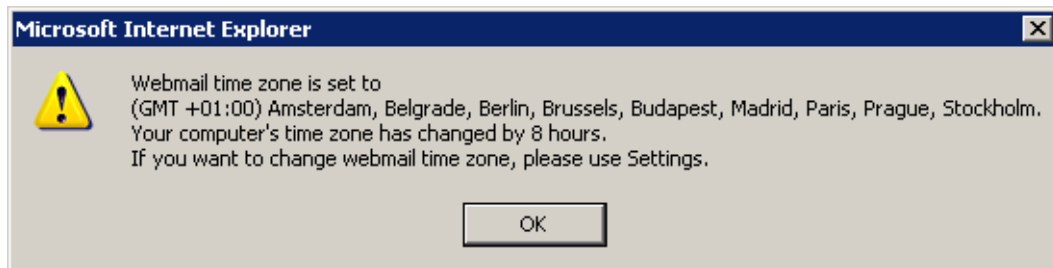 Microsoft Internet Explorer
Webmail time zone is set to
(GMT +01:00) Amsterdam, Belgrade, Berlin, Brussels, Budapest, Madrid, Paris, Prague, Stockholm.
Your computer's time zone has changed by 8 hours.
If you want to change webmail time zone, please use Settings.
OK